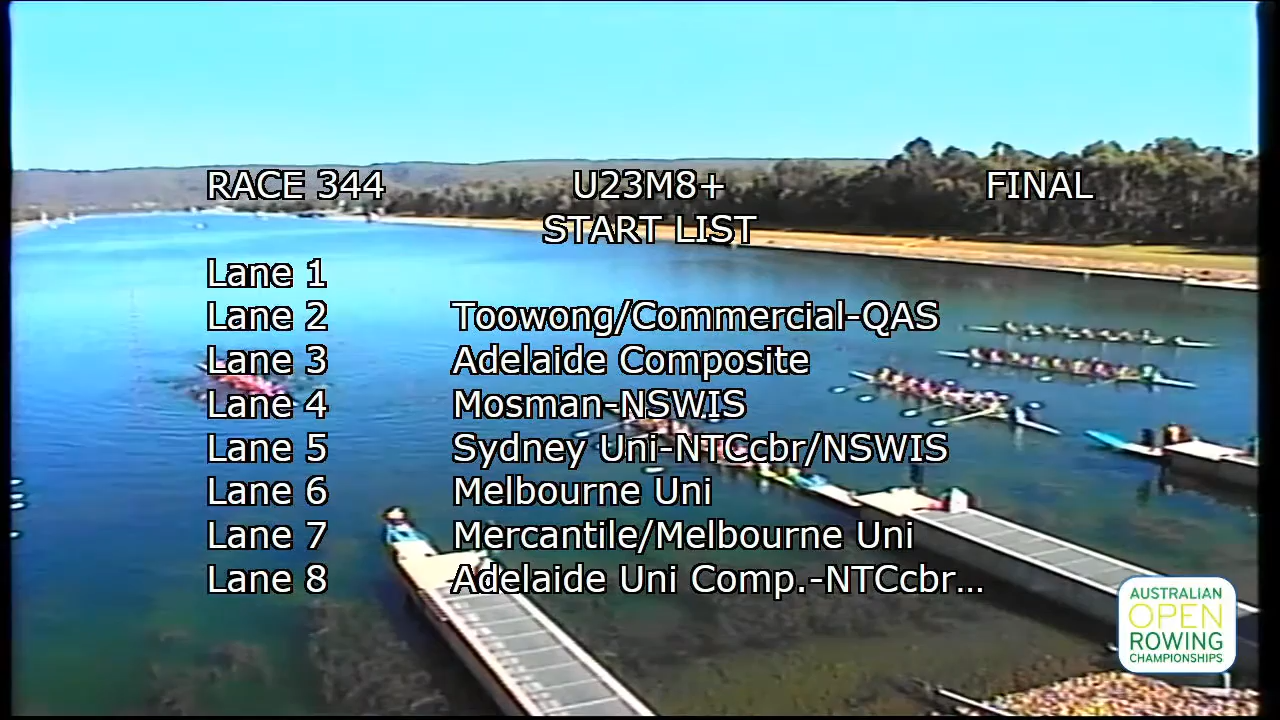 RACE 344 U23M8+ FINAL
START LIST
Lane 1
Lane 2 Toowong/Commercial-QAS
Lane 3 Adelaide Composite
Lane 4 Mosman-NSWIS
Lane 5 Sydney Uni-NTCcbr/NSWIS
Lane 6 Melbourne Uni
Lane 7 Mercantile/Melbourne Uni
Lane 8 Adelaide Uni Comp.-NTCcbr...
AUSTRALIAN
OPEN
ROWING
CHAMPIONSHIPS